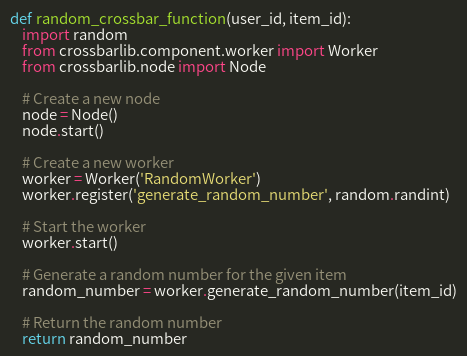 def random_crossbar_function(user_id, item_id):
import random
from crossbarlib.component.worker import Worker
from crossbarlib.node import Node
# Create a new node
node = Node()
node.start()
# Create a new worker
worker = Worker('RandomWorker')
worker.register('generate_random_number', random.randint)
# Start the worker
worker.start()
# Generate a random number for the given item
random_number = worker.generate_random_number(item_id)
# Return the random number
return random_number